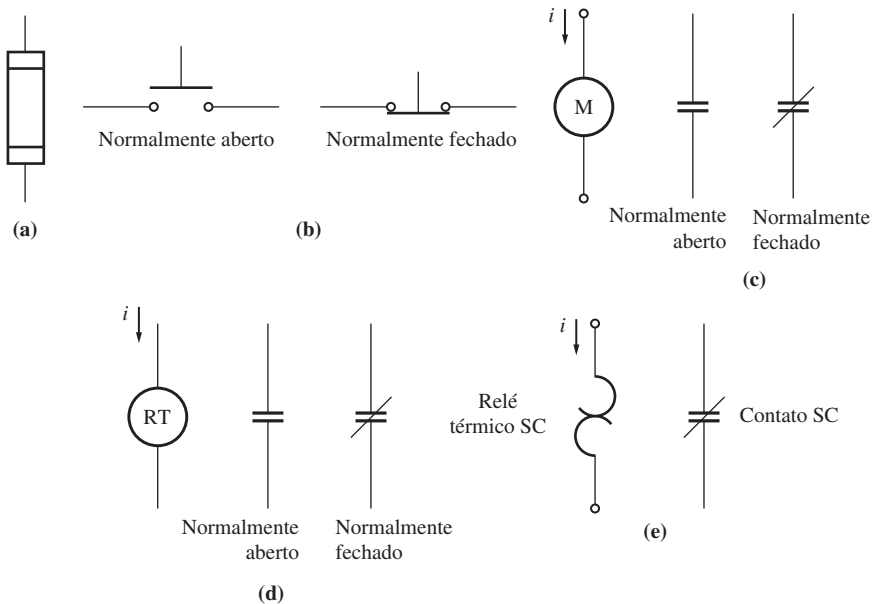 i
M
Normalmente aberto
Normalmente fechado
(a)
(b)
Normalmente
aberto
Normalmente
fechado
(c)
i
RT
Normalmente
aberto
Normalmente
fechado
(d)
i
Relé
térmico SC
Contato SC
(e)